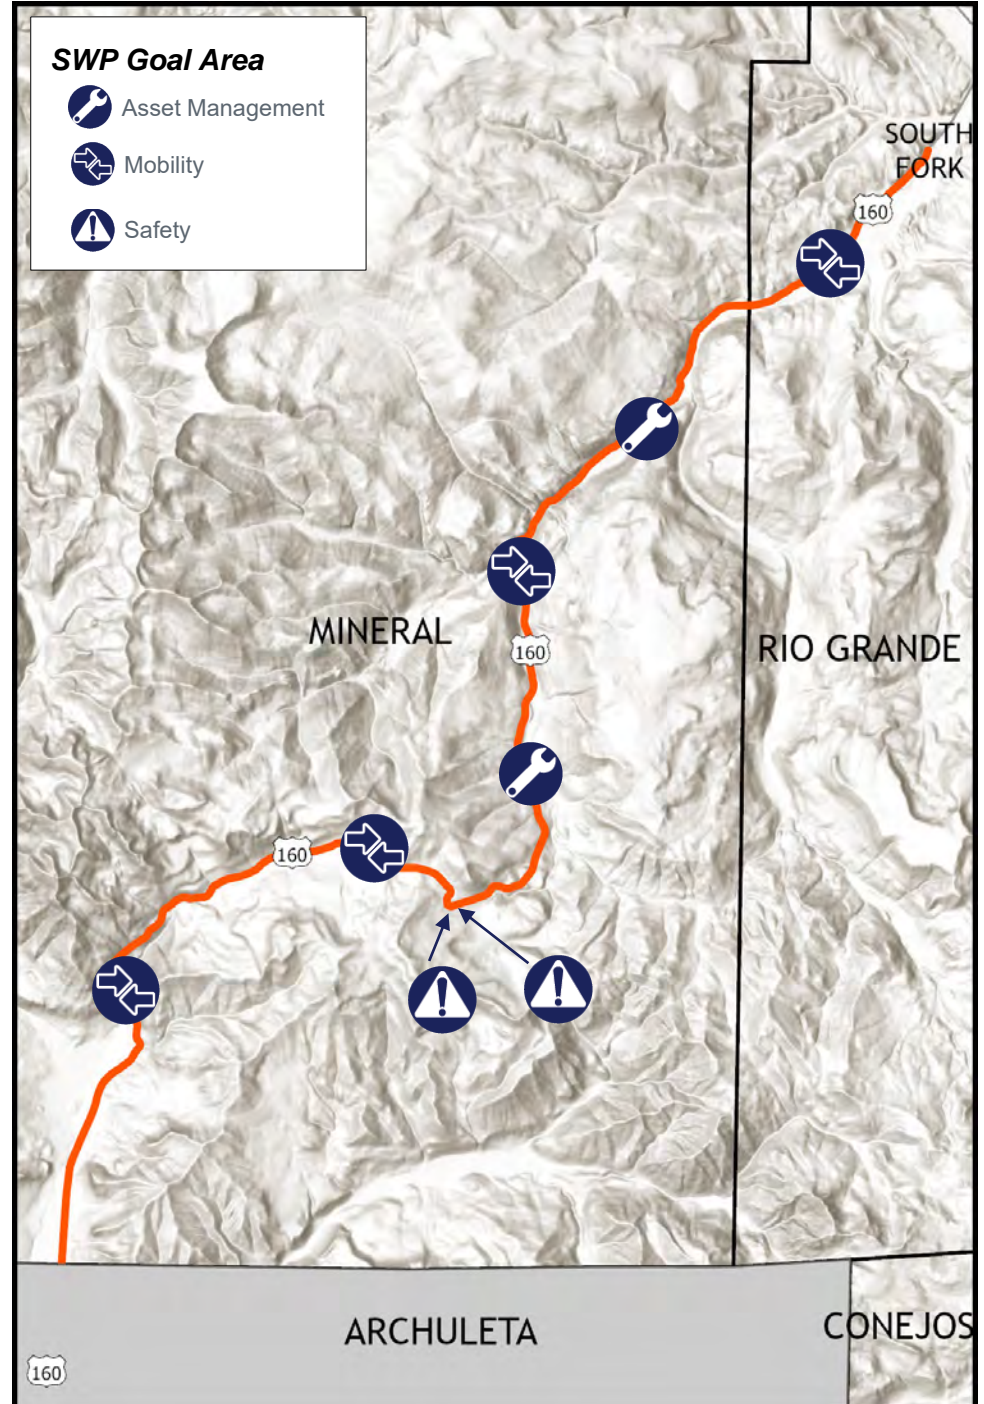 SWP Goal Area
Asset Management
Mobility
Safety
SOUTH
FORK
160
MINERAL
160
RIO GRANDE
160
ARCHULETA
CONEJOS
160